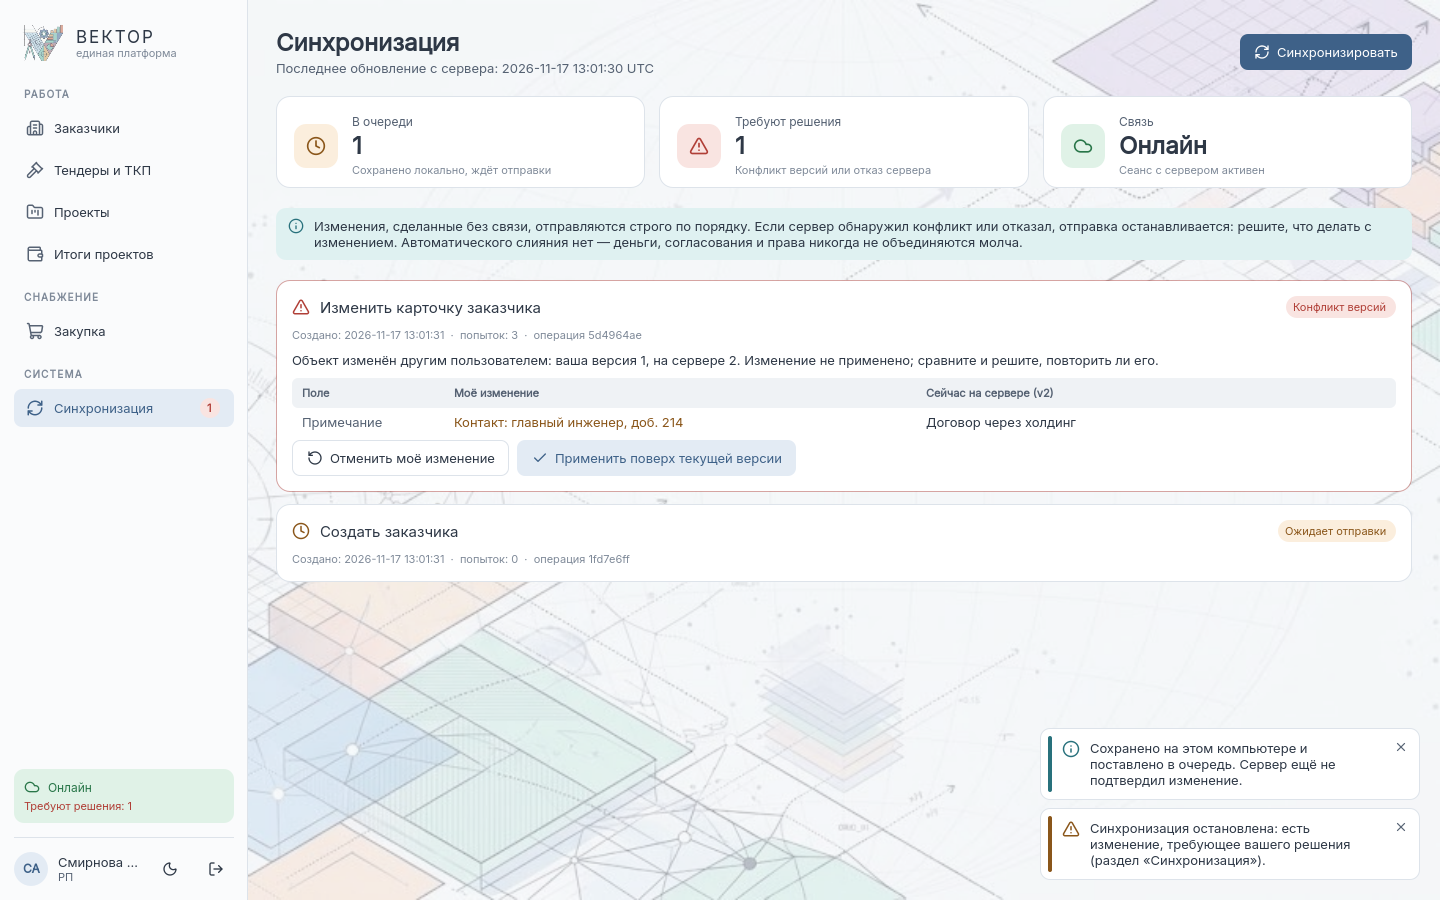 ВЕКТОР
единая платформа
РАБОТА
Заказчики
Тендеры и ТКП
Проекты
Итоги проектов
СНАБЖЕНИЕ
Закупка
СИСТЕМА
Синхронизация 1
Онлайн
Требуют решения: 1
СА
Смирнова ...
РП
Синхронизация
Последнее обновление с сервера: 2026-11-17 13:01:30 UTC
Синхронизировать
В очереди
1
Сохранено локально, ждёт отправки
Требуют решения
1
Конфликт версий или отказ сервера
Связь
Онлайн
Сеанс с сервером активен
Изменения, сделанные без связи, отправляются строго по порядку. Если сервер обнаружил конфликт или отказал, отправка останавливается: решите, что делать с
изменением. Автоматического слияния нет — деньги, согласования и права никогда не объединяются молча.
Изменить карточку заказчика
Конфликт версий
Создано: 2026-11-17 13:01:31 · попыток: 3 · операция 5d4964ae
Объект изменён другим пользователем: ваша версия 1, на сервере 2. Изменение не применено; сравните и решите, повторить ли его.
Поле Моё изменение Сейчас на сервере (v2)
Примечание Контакт: главный инженер, доб. 214 Договор через холдинг
Отменить моё изменение Применить поверх текущей версии
Создать заказчика
Ожидает отправки
Создано: 2026-11-17 13:01:31 · попыток: 0 · операция 1fd7e6ff
Сохранено на этом компьютере и
поставлено в очередь. Сервер ещё не
подтвердил изменение.
Синхронизация остановлена: есть
изменение, требующее вашего решения
(раздел «Синхронизация»).